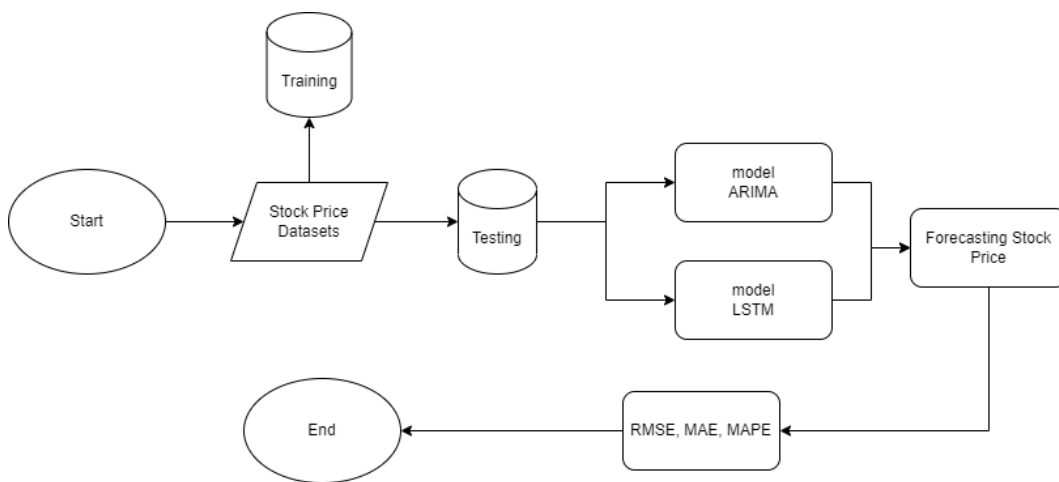 Training
Start
Stock Price
Datasets
Testing
model
ARIMA
model
LSTM
Forecasting Stock
Price
RMSE, MAE, MAPE
End